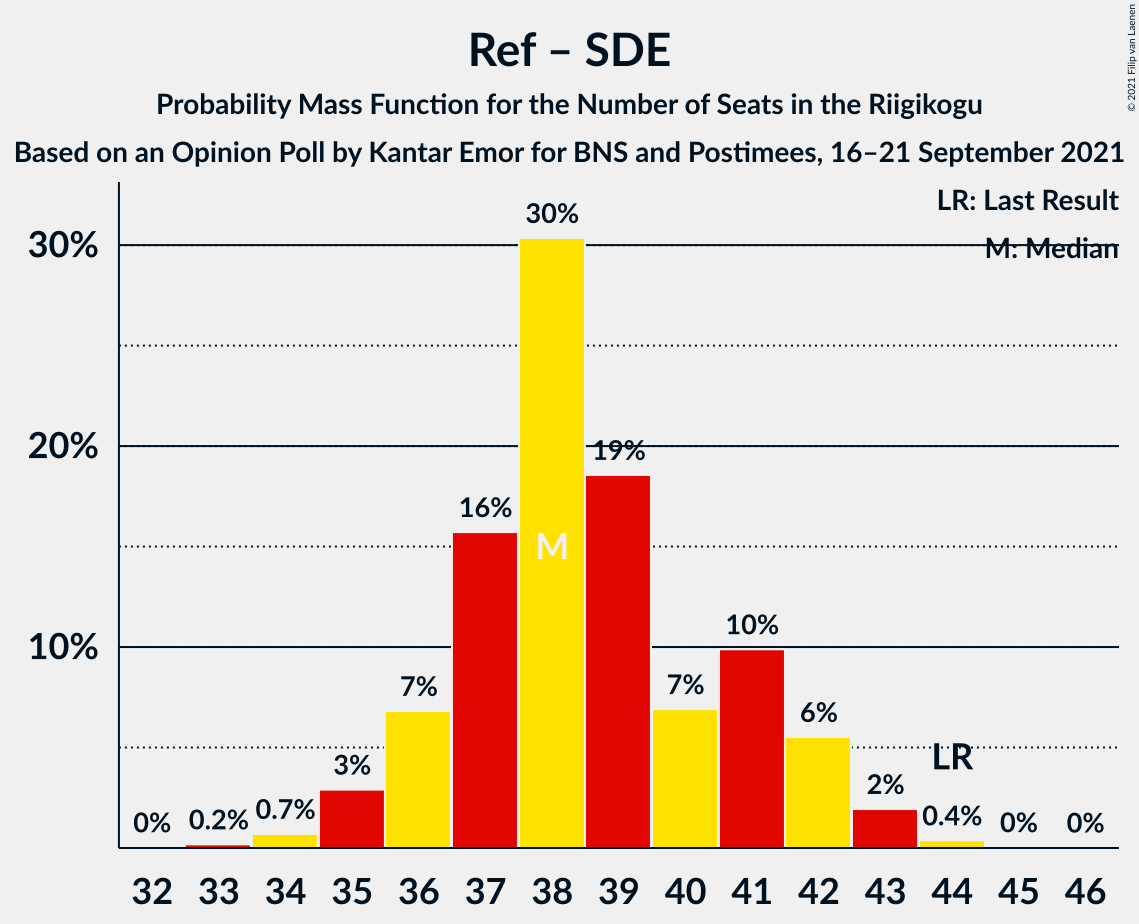 Ref – SDE
Probability Mass Function for the Number of Seats in the Riigikogu
Based on an Opinion Poll by Kantar Emor for BNS and Postimees, 16–21 September 2021
© 2021 Filip van Laenen
LR: Last Result
M: Median
30%
20%
10%
0%
0.2%
0.7%
3%
7%
16%
30%
M
19%
7%
10%
6%
2%
LR
0.4%
0%
0%
32 33 34 35 36 37 38 39 40 41 42 43 44 45 46